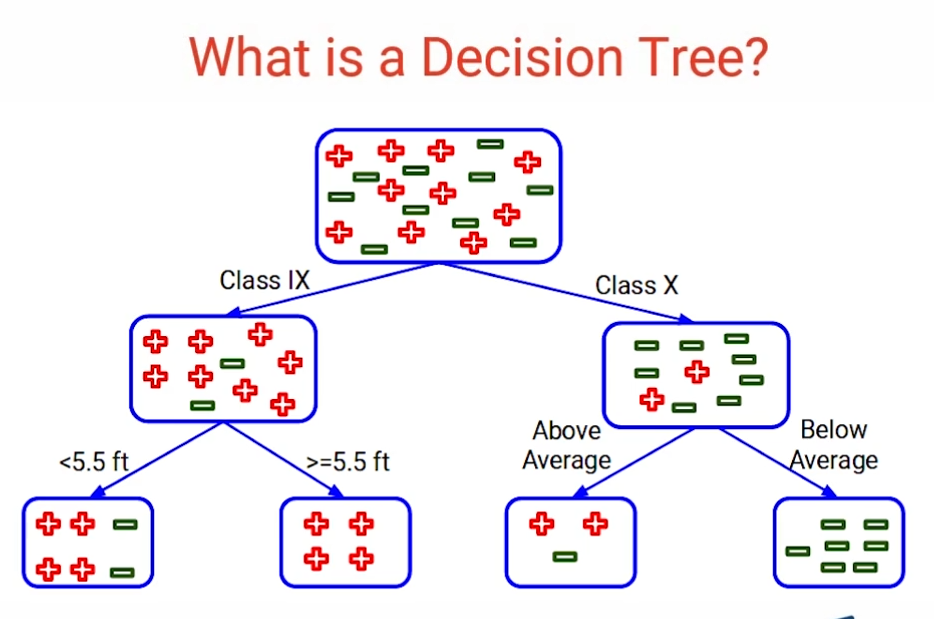 What is a Decision Tree?
Class IX
Class X
<5.5 ft
>=5.5 ft
Above
Average
Below
Average